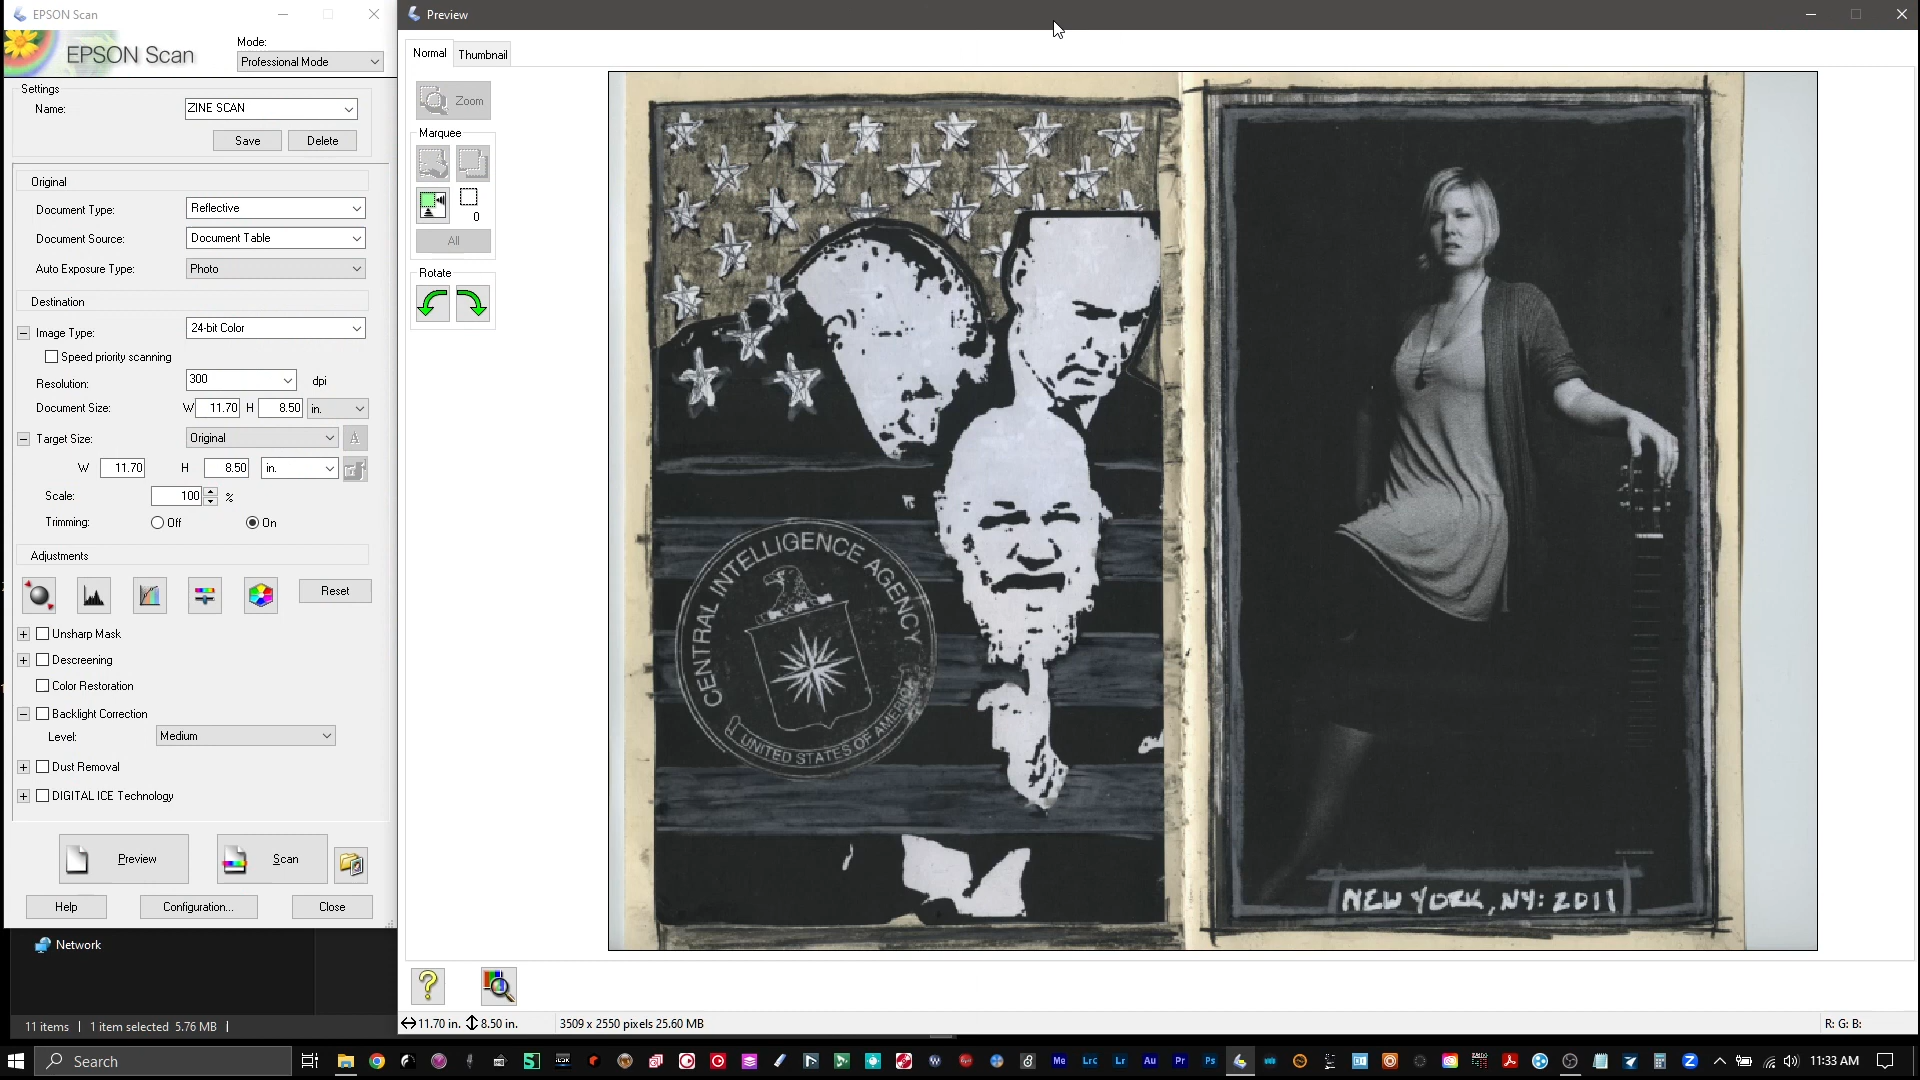 EPSON Scan
EPSON Scan
Mode:
Professional Mode
Settings
Name:
ZINE SCAN
Save
Delete
Original
Document Type:
Reflective
Document Source:
Document Table
Auto Exposure Type:
Photo
Destination
Image Type:
24-bit Color
Speed priority scanning
Resolution:
300
dpi
Document Size:
W 11.70 H 8.50 in.
Target Size:
Original
A
W 11.70 H 8.50 in.
Scale:
100 %
Trimming:
Off
On
Adjustments
Reset
Unsharp Mask
Descreening
Color Restoration
Backlight Correction
Level:
Medium
Dust Removal
DIGITAL ICE Technology
Preview
Scan
Help
Configuration...
Close
Network
11 items | 1 item selected 5.76 MB |
Preview
Normal
Thumbnail
Zoom
Marquee
0
All
Rotate
CENTRAL INTELLIGENCE AGENCY
UNITED STATES OF AMERICA
NEW YORK, NY: 2011
11.70 in. 8.50 in.
3509 x 2550 pixels 25.60 MB
R: G: B:
Search
Me
Lrc
Lr
Au
Pr
Ps
11:33 AM